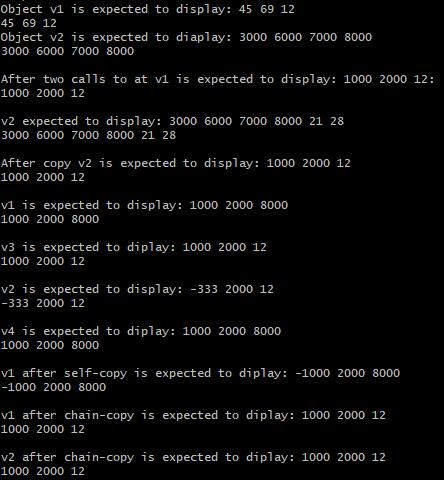 Object v1 is expected to display: 45 69 12
45 69 12
Object v2 is expected to diaplay: 3000 6000 7000 8000
3000 6000 7000 8000
After two calls to at v1 is expected to display: 1000 2000 12:
1000 2000 12
v2 expected to display: 3000 6000 7000 8000 21 28
3000 6000 7000 8000 21 28
After copy v2 is expected to display: 1000 2000 12
1000 2000 12
v1 is expected to display: 1000 2000 8000
1000 2000 8000
v3 is expected to diplay: 1000 2000 12
1000 2000 12
v2 is expected to display: -333 2000 12
-333 2000 12
v4 is expected to diplay: 1000 2000 8000
1000 2000 8000
v1 after self-copy is expected to diplay: -1000 2000 8000
-1000 2000 8000
v1 after chain-copy is expected to diplay: 1000 2000 12
1000 2000 12
v2 after chain-copy is expected to diplay: 1000 2000 12
1000 2000 12